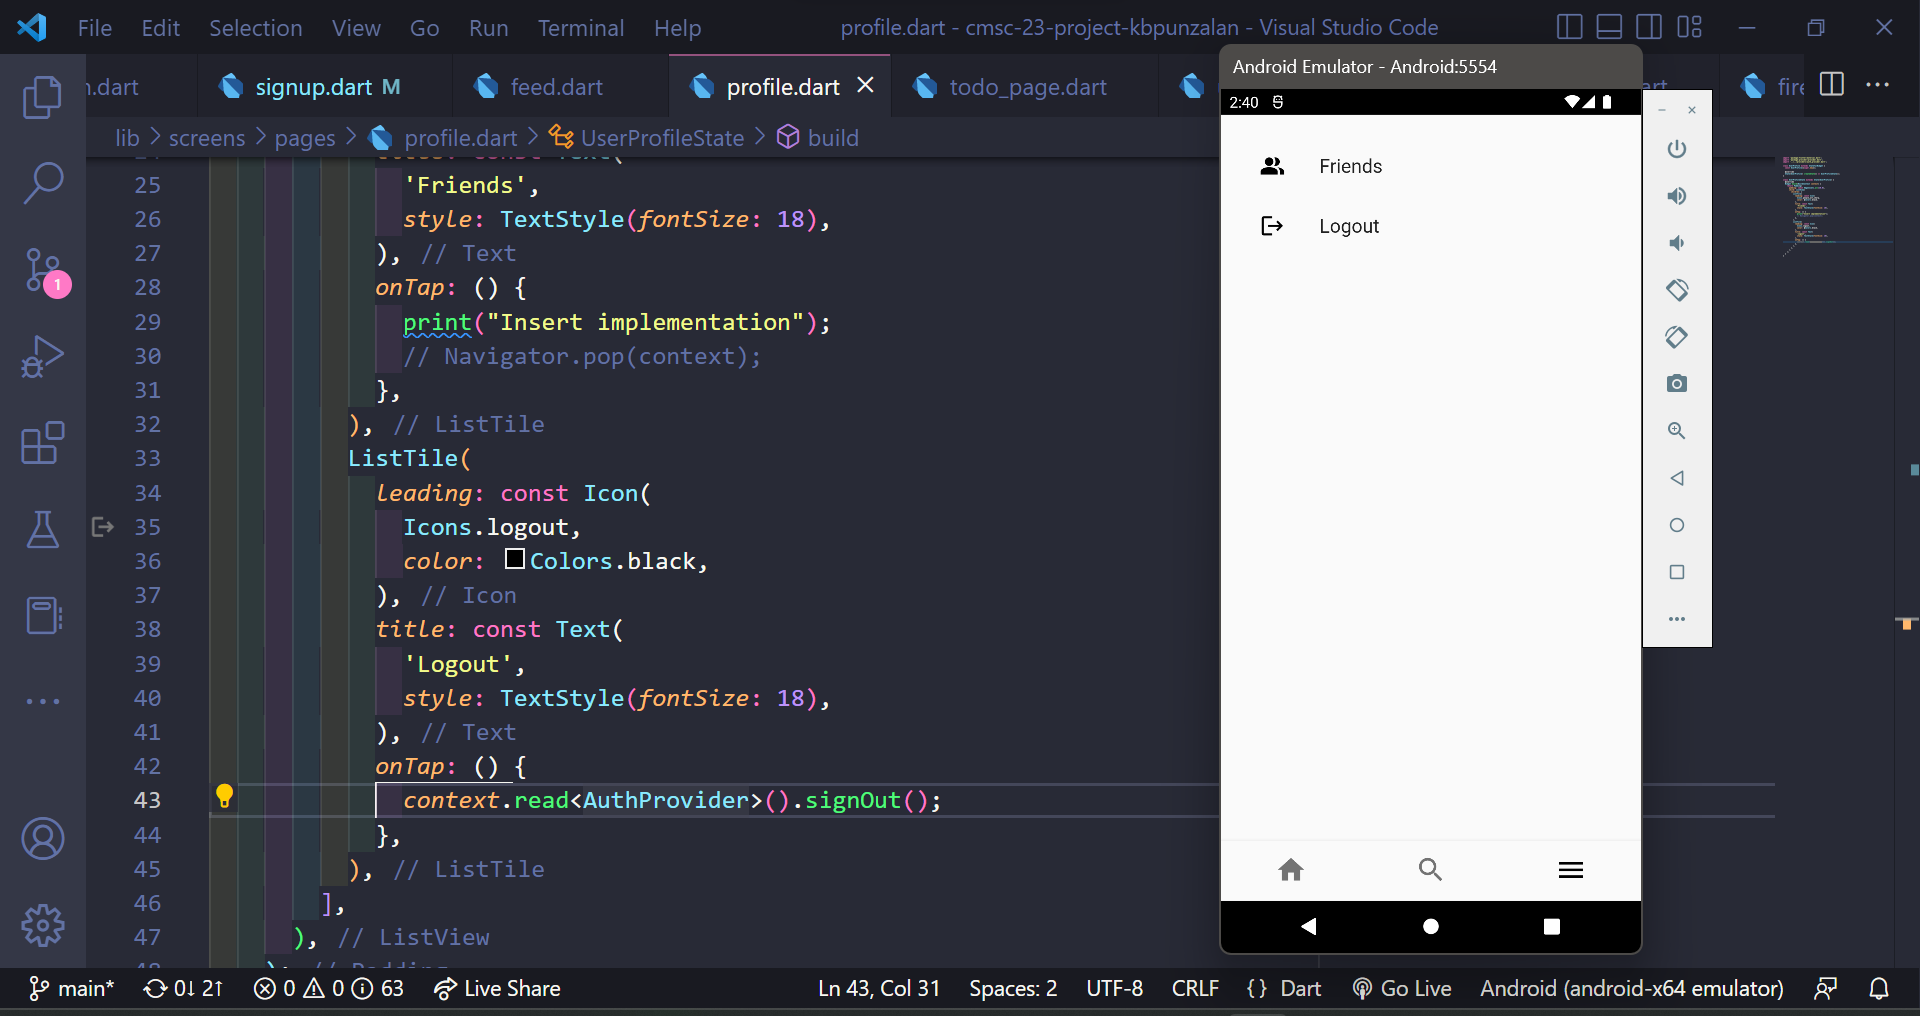 File Edit Selection View Go Run Terminal Help
profile.dart - cmsc-23-project-kbpunzalan - Visual Studio Code
signup.dart M
feed.dart
profile.dart
todo_page.dart
lib > screens > pages > profile.dart > UserProfileState > build
25 'Friends',
26 style: TextStyle(fontSize: 18),
27 ), // Text
28 onTap: () {
29 print("Insert implementation");
30 // Navigator.pop(context);
31 },
32 ), // ListTile
33 ListTile(
34 leading: const Icon(
35 Icons.logout,
36 color: Colors.black,
37 ), // Icon
38 title: const Text(
39 'Logout',
40 style: TextStyle(fontSize: 18),
41 ), // Text
42 onTap: () {
43 context.read<AuthProvider>().signOut();
44 },
45 ), // ListTile
46 ],
47 ), // ListView
1
Android Emulator - Android:5554
2:40
Friends
Logout
main* 0↓ 2↑ 0 0 63 Live Share
Ln 43, Col 31 Spaces: 2 UTF-8 CRLF {} Dart Go Live Android (android-x64 emulator)